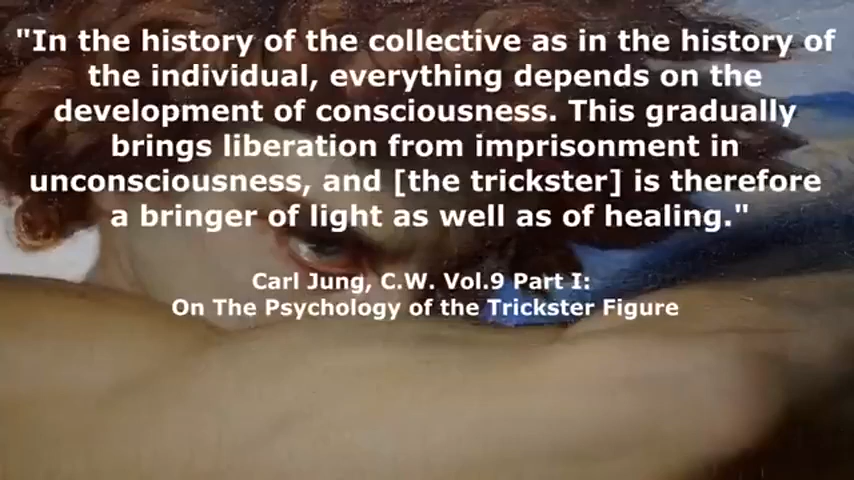 "In the history of the collective as in the history of
the individual, everything depends on the
development of consciousness. This gradually
brings liberation from imprisonment in
unconsciousness, and [the trickster] is therefore
a bringer of light as well as of healing."
Carl Jung, C.W. Vol.9 Part I:
On The Psychology of the Trickster Figure